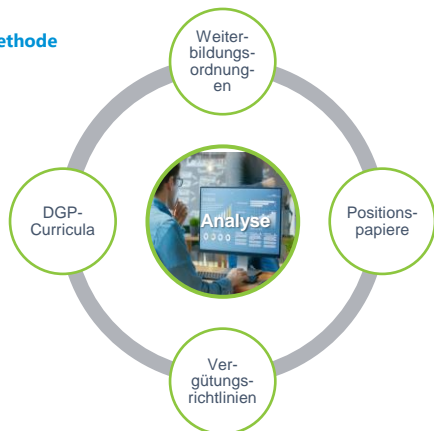 ethode
Weiter-
bildungs-
ordnung-
en
DGP-
Curricula
Analyse
Positions-
papiere
Ver-
gütungs-
richtlinien